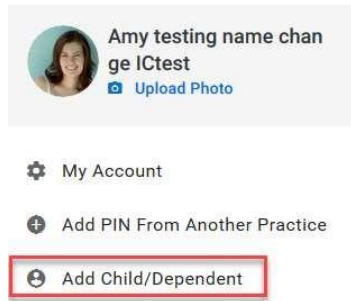 Amy testing name chan
ge ICtest
Upload Photo
My Account
Add PIN From Another Practice
Add Child/Dependent